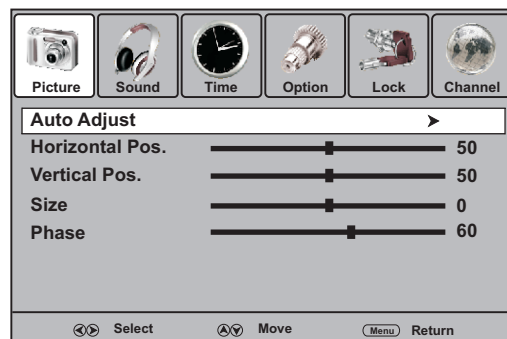 Picture Sound Time Option Lock Channel
Auto Adjust
Horizontal Pos. 50
Vertical Pos. 50
Size 0
Phase 60
Select Move Menu Return